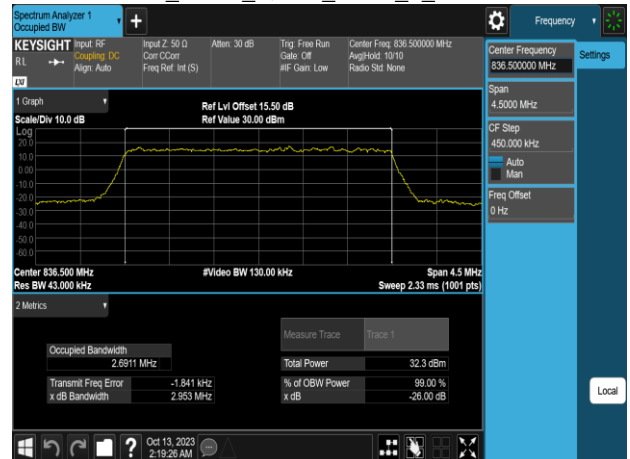 Spectrum Analyzer 1
Occupied BW
Frequency
KEYSIGHT
RL
LXI
Input: RF
Coupling: DC
Align: Auto
Input Z: 50 Ω
Corr CCorr
Freq Ref: Int (S)
Atten: 30 dB
Trig: Free Run
Gate: Off
#IF Gain: Low
Center Freq: 836.500000 MHz
Avg|Hold: 10/10
Radio Std: None
Center Frequency
836.500000 MHz
Settings
Span
4.5000 MHz
CF Step
450.000 kHz
Auto
Man
Freq Offset
0 Hz
Local
1 Graph
Scale/Div 10.0 dB
Ref Lvl Offset 15.50 dB
Ref Value 30.00 dBm
Log
20.0
10.0
0.00
-10.0
-20.0
-30.0
-40.0
-50.0
-60.0
Center 836.500 MHz
Res BW 43.000 kHz
#Video BW 130.00 kHz
Span 4.5 MHz
Sweep 2.33 ms (1001 pts)
2 Metrics
Measure Trace
Trace 1
Occupied Bandwidth
2.6911 MHz
Total Power
32.3 dBm
Transmit Freq Error
-1.841 kHz
% of OBW Power
99.00 %
x dB Bandwidth
2.953 MHz
x dB
-26.00 dB
Oct 13, 2023
2:19:26 AM